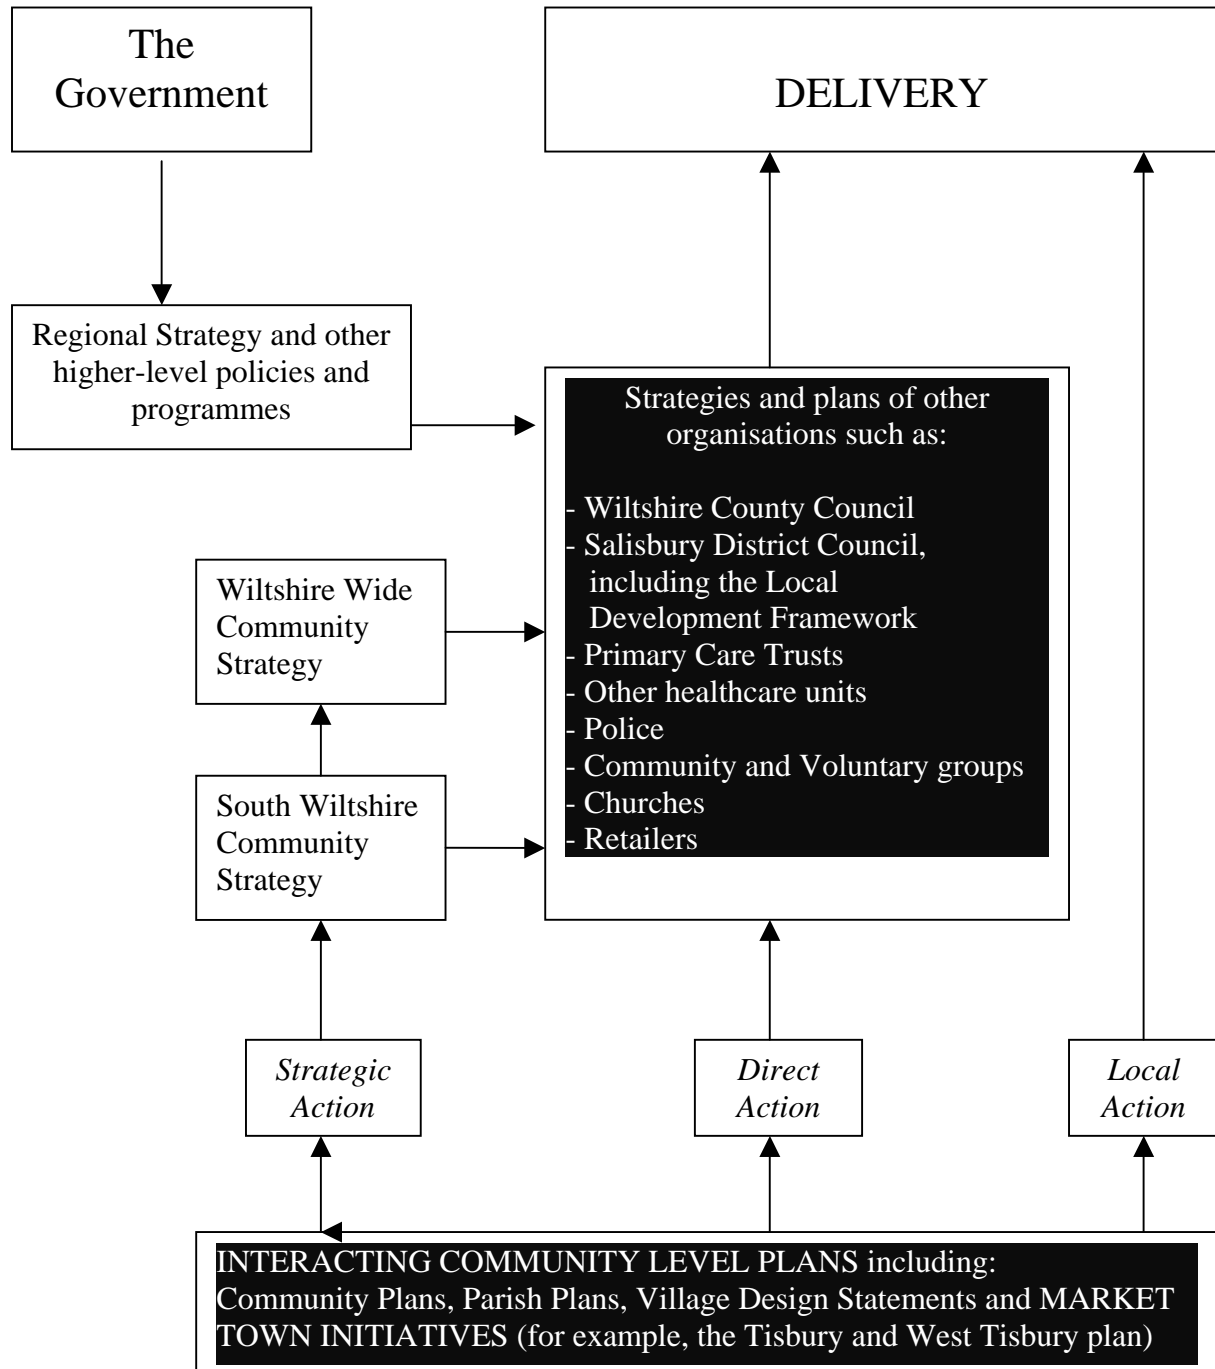 The
Government
DELIVERY
Regional Strategy and other
higher-level policies and
programmes
Strategies and plans of other
organisations such as:
- Wiltshire County Council
- Salisbury District Council,
including the Local
Development Framework
- Primary Care Trusts
- Other healthcare units
- Police
- Community and Voluntary groups
- Churches
- Retailers
Wiltshire Wide
Community
Strategy
South Wiltshire
Community
Strategy
Strategic
Action
Direct
Action
Local
Action
INTERACTING COMMUNITY LEVEL PLANS including:
Community Plans, Parish Plans, Village Design Statements and MARKET
TOWN INITIATIVES (for example, the Tisbury and West Tisbury plan)